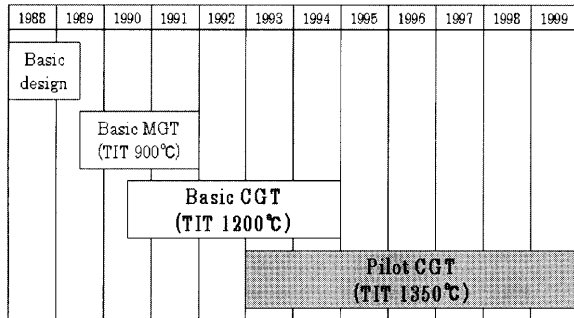 1988 1989 1990 1991 1992 1993 1994 1995 1996 1997 1998 1999
Basic
design
Basic MGT
(TIT 900℃)
Basic CGT
(TIT 1200℃)
Pilot CGT
(TIT 1350℃)